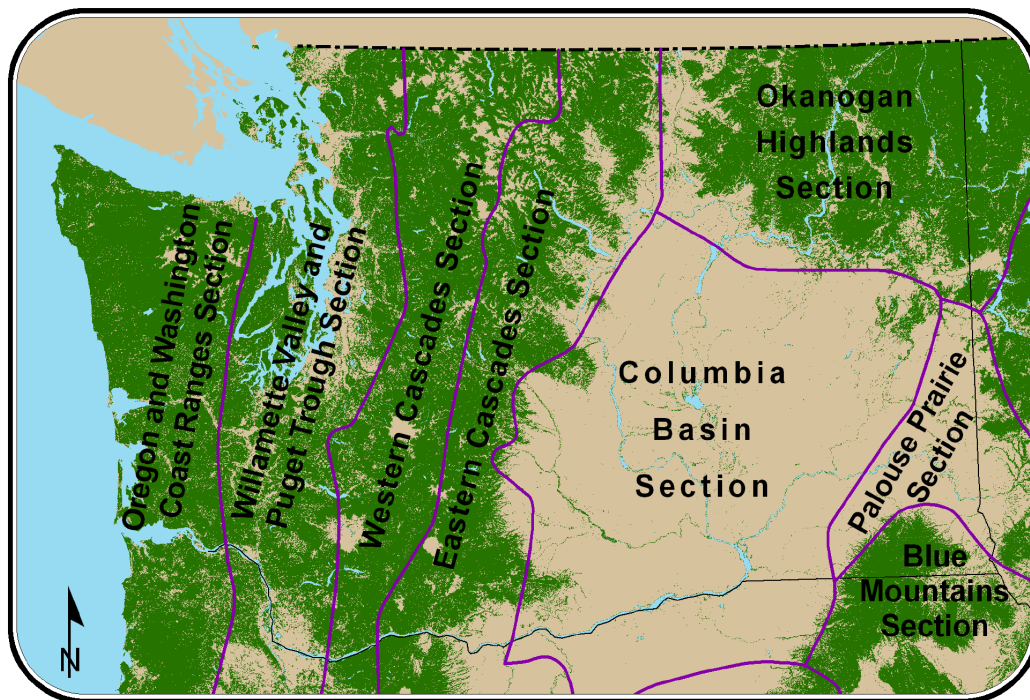 Oregon and Washington
Coast Ranges Section
Willamette Valley and
Puget Trough Section
Western Cascades Section
Eastern Cascades Section
Okanogan
Highlands
Section
Columbia
Basin
Section
Palouse Prairie
Section
Blue
Mountains
Section
N